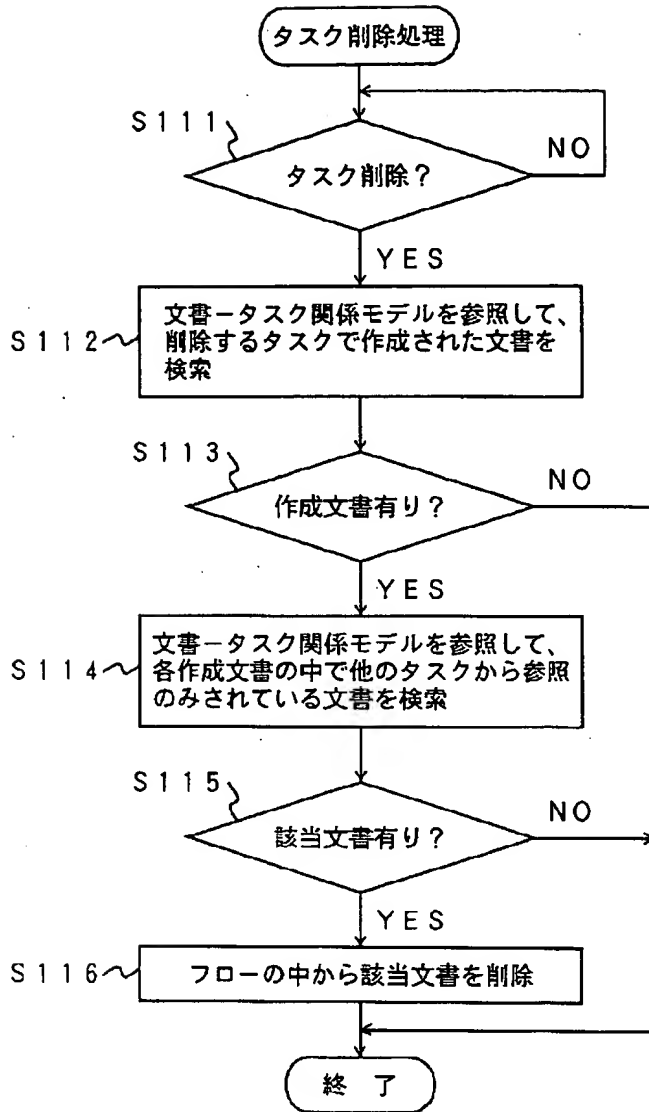 タスク削除処理
S111
タスク削除?
NO
YES
S112
文書-タスク関係モデルを参照して、
削除するタスクで作成された文書を
検索
S113
作成文書有り?
NO
YES
S114
文書-タスク関係モデルを参照して、
各作成文書の中で他のタスクから参照
のみされている文書を検索
S115
該当文書有り?
NO
YES
S116
フローの中から該当文書を削除
終 了